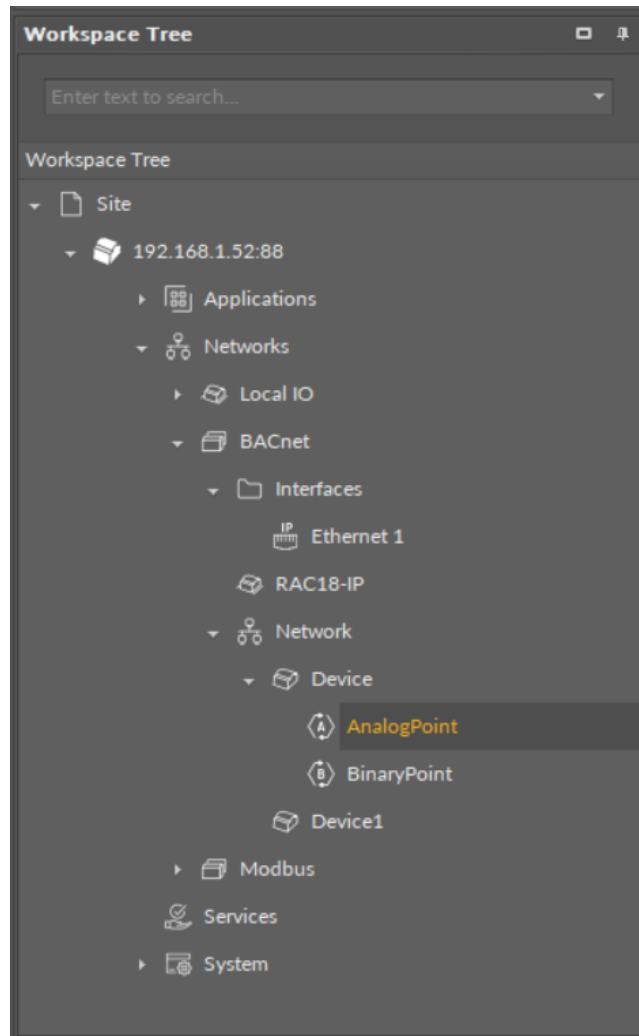 Workspace Tree
Enter text to search...
Workspace Tree
Site
192.168.1.52:88
Applications
Networks
Local IO
BACnet
Interfaces
IP
Ethernet 1
RAC18-IP
Network
Device
A
AnalogPoint
B
BinaryPoint
Device1
Modbus
Services
System